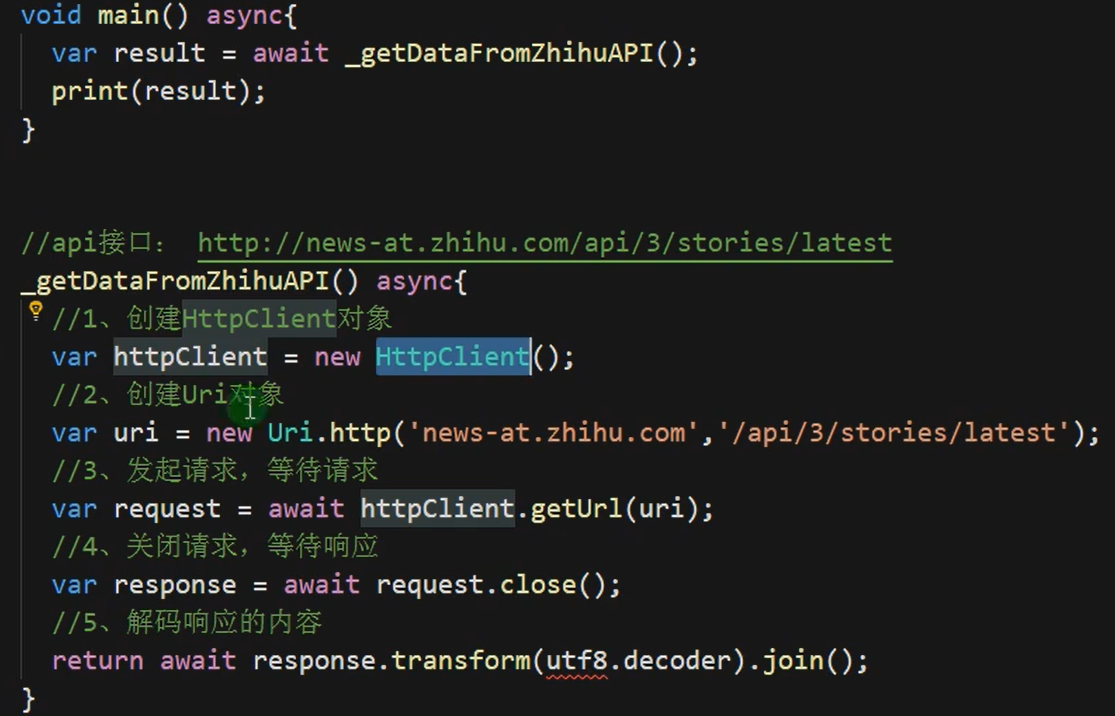 void main() async{
var result = await _getDataFromZhihuAPI();
print(result);
}
//api接口： http://news-at.zhihu.com/api/3/stories/latest
_getDataFromZhihuAPI() async{
//1、创建HttpClient对象
var httpClient = new HttpClient();
//2、创建Uri对象
var uri = new Uri.http('news-at.zhihu.com','/api/3/stories/latest');
//3、发起请求，等待请求
var request = await httpClient.getUrl(uri);
//4、关闭请求，等待响应
var response = await request.close();
//5、解码响应的内容
return await response.transform(utf8.decoder).join();
}